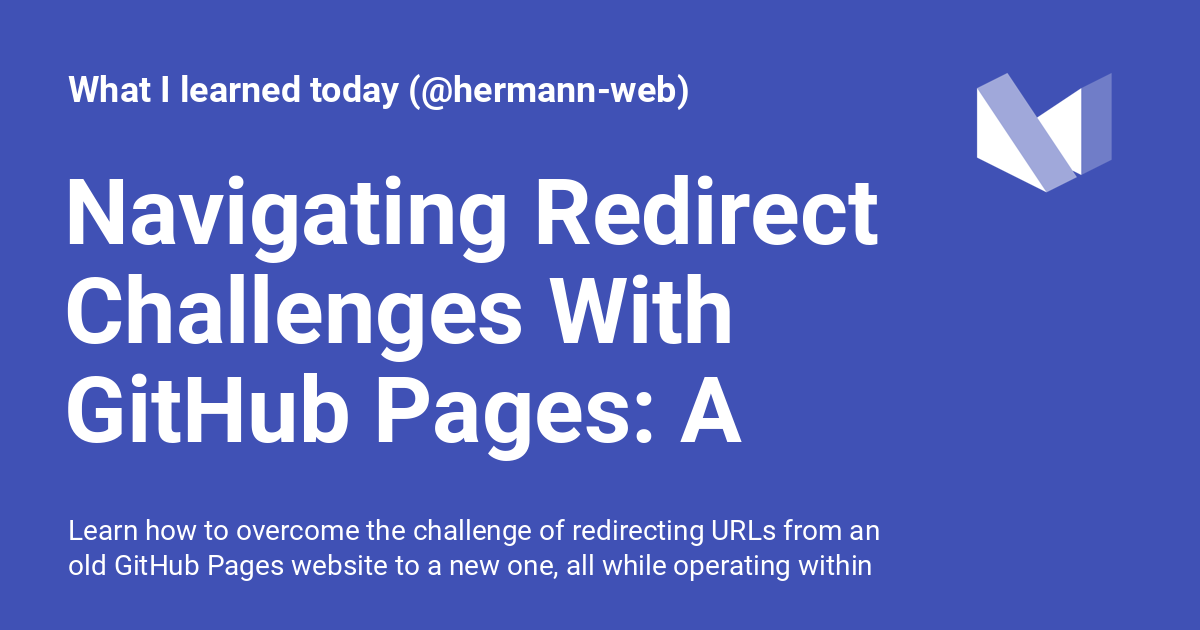 What I learned today (@hermann-web)
Navigating Redirect
Challenges With
GitHub Pages: A
Learn how to overcome the challenge of redirecting URLs from an
old GitHub Pages website to a new one, all while operating within